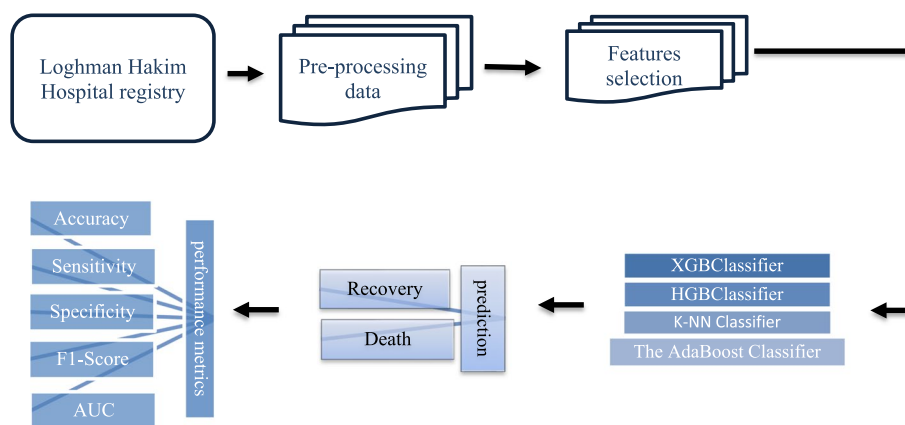 Loghman Hakim
Hospital registry
Pre-processing
data
Features
selection
XGBClassifier
HGBClassifier
K-NN Classifier
The AdaBoost Classifier
prediction
Recovery
Death
performance metrics
Accuracy
Sensitivity
Specificity
F1-Score
AUC